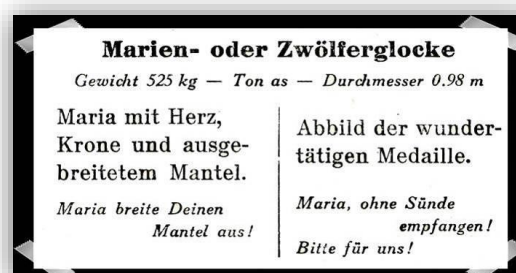 Marien- oder Zwölferglocke
Gewicht 525 kg — Ton as — Durchmesser 0.98 m
Maria mit Herz,
Krone und ausge-
breitetem Mantel.
Maria breite Deinen
Mantel aus!
Abbild der wunder-
tätigen Medaille.
Maria, ohne Sünde
empfangen!
Bitte für uns!